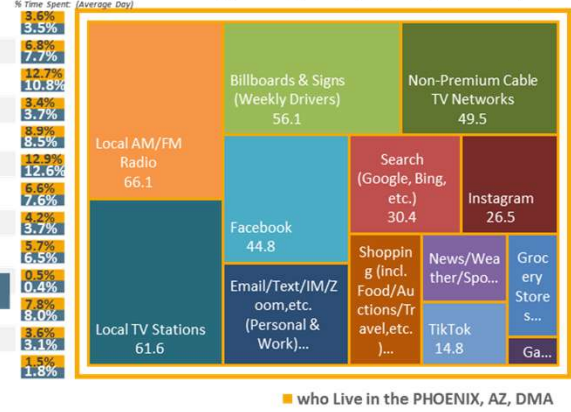 % Time Spent: (Average Day)
3.6%
3.5%
6.8%
7.7%
12.7%
10.8%
3.4%
3.7%
8.9%
8.5%
12.9%
12.6%
6.6%
7.6%
4.2%
3.7%
5.7%
6.5%
0.5%
0.4%
7.8%
8.0%
3.6%
3.1%
1.5%
1.8%
Local AM/FM
Radio
66.1
Local TV Stations
61.6
Billboards & Signs
(Weekly Drivers)
56.1
Non-Premium Cable
TV Networks
49.5
Facebook
44.8
Email/Text/IM/Z
oom,etc.
(Personal &
Work)...
Search
(Google, Bing,
etc.)
30.4
Instagram
26.5
Shoppin
g (incl.
Food/Au
ctions/Tr
avel,etc.
)...
News/Wea
ther/Spo...
TikTok
14.8
Groc
ery
Store
s...
Ga...
who Live in the PHOENIX, AZ, DMA